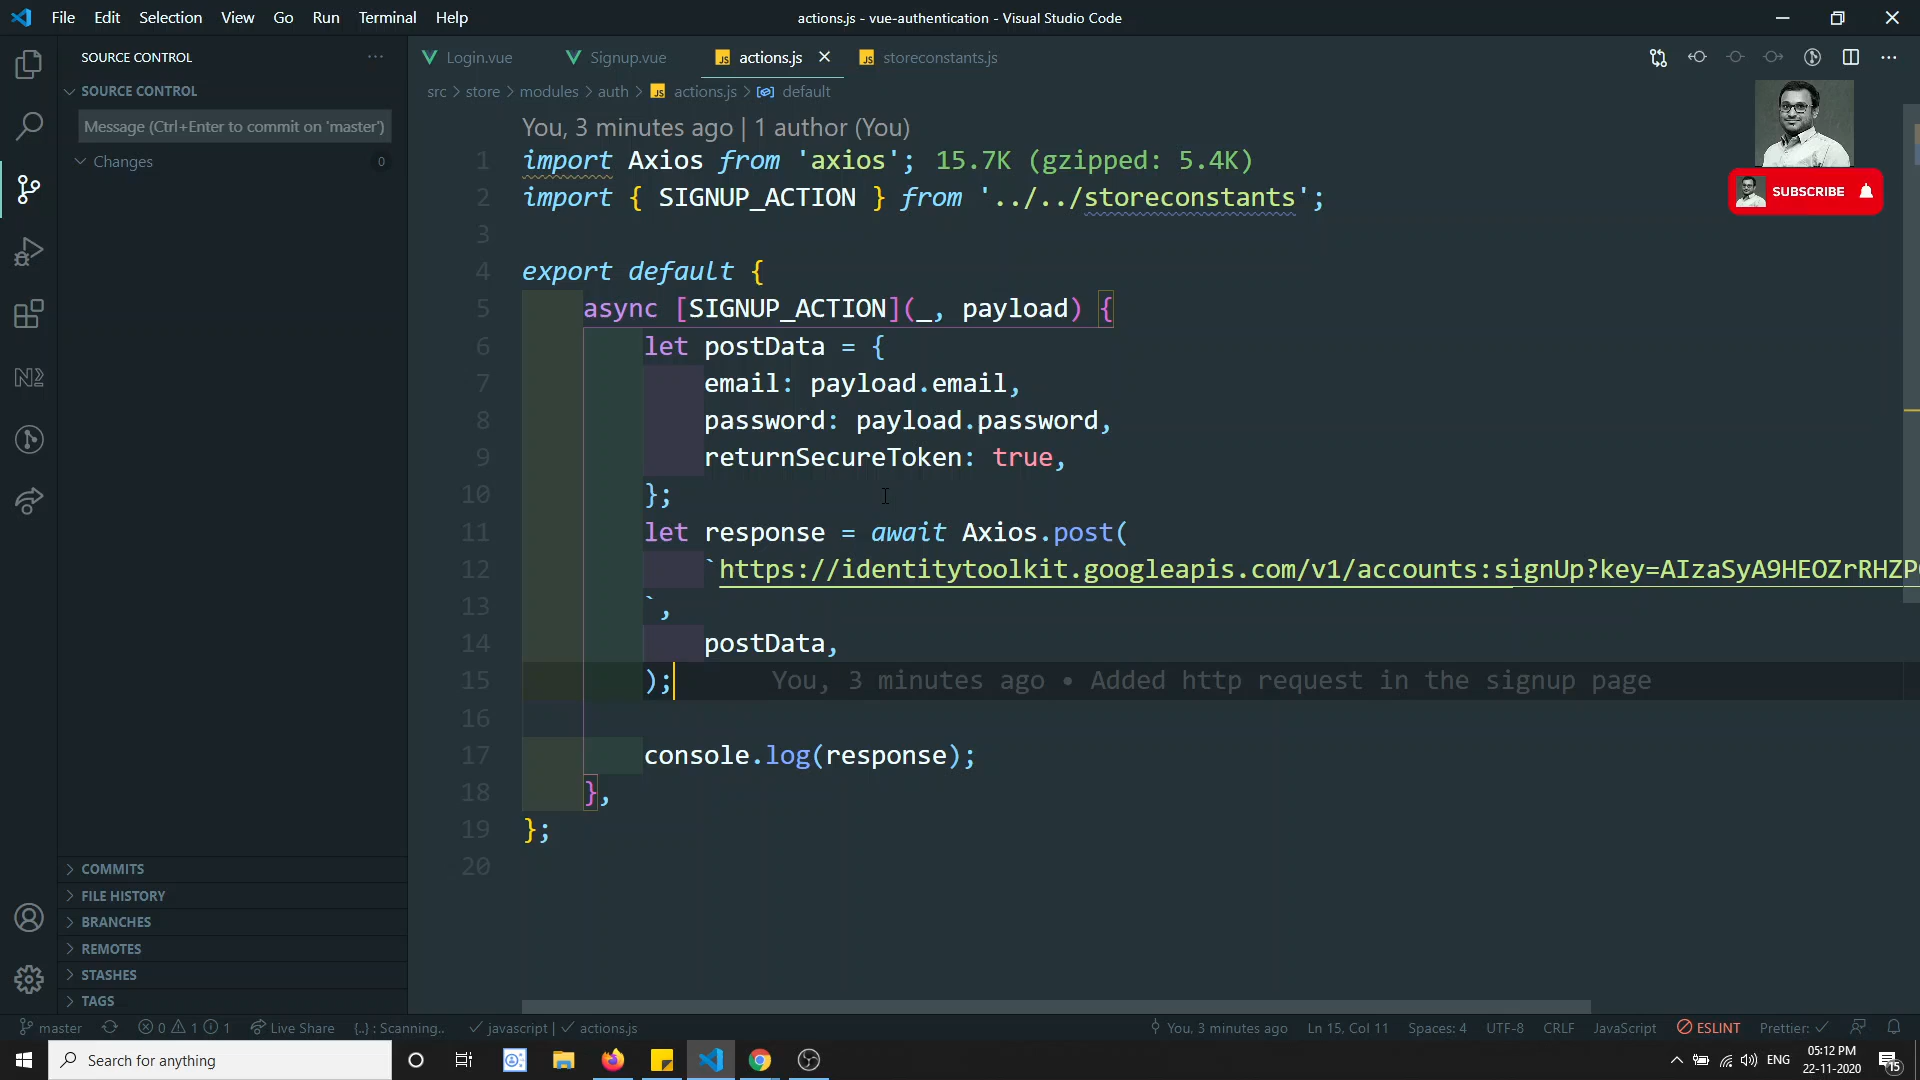 File Edit Selection View Go Run Terminal Help
actions.js - vue-authentication - Visual Studio Code
SOURCE CONTROL
Login.vue
Signup.vue
JS actions.js
JS storeconstants.js
SOURCE CONTROL
src > store > modules > auth > JS actions.js > default
Message (Ctrl+Enter to commit on 'master')
Changes 0
You, 3 minutes ago | 1 author (You)
1 import Axios from 'axios'; 15.7K (gzipped: 5.4K)
2 import { SIGNUP_ACTION } from '../../storeconstants';
3
4 export default {
5 async [SIGNUP_ACTION](_, payload) {
6 let postData = {
7 email: payload.email,
8 password: payload.password,
9 returnSecureToken: true,
10 };
11 let response = await Axios.post(
12 `https://identitytoolkit.googleapis.com/v1/accounts:signUp?key=AIzaSyA9HEOZrRHZP
13 `,
14 postData,
15 ); You, 3 minutes ago • Added http request in the signup page
16
17 console.log(response);
18 },
19 };
20
SUBSCRIBE
COMMITS
FILE HISTORY
BRANCHES
REMOTES
STASHES
TAGS
master 0 1 1 Live Share {..} : Scanning.. javascript | actions.js
You, 3 minutes ago Ln 15, Col 11 Spaces: 4 UTF-8 CRLF JavaScript ESLINT Prettier:
Search for anything
ENG
05:12 PM
22-11-2020
15